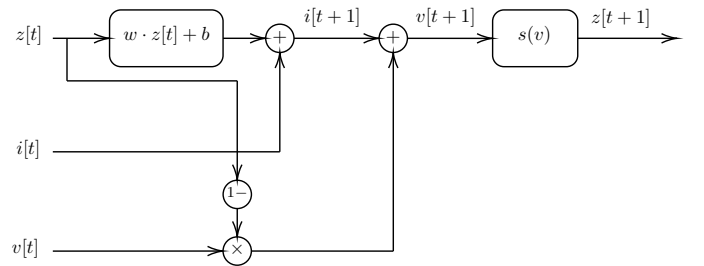 z[t] w · z[t] + b + i[t + 1] + v[t + 1] s(v) z[t + 1]
i[t]
1−
v[t] ×